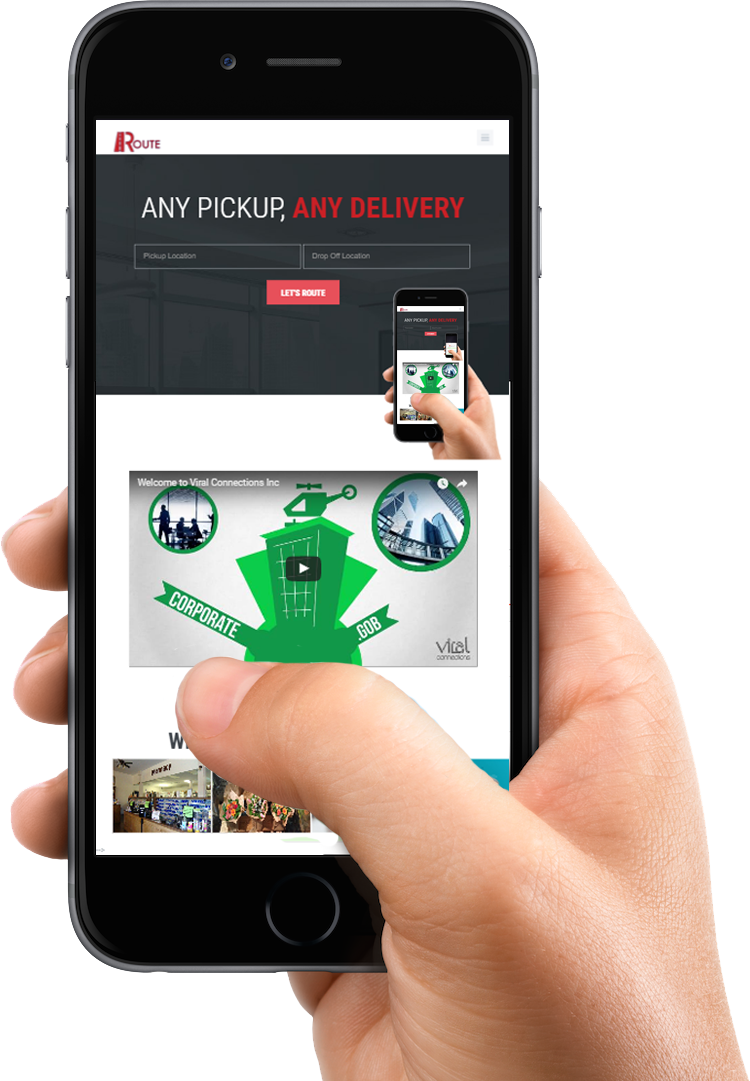 ROUTE
ANY PICKUP, ANY DELIVERY
Pickup Location
Drop Off Location
LET'S ROUTE
ANY PICKUP, ANY DELIVERY
Welcome to Viral Connections Inc
CORPORATE
.GOB
Viral
connections